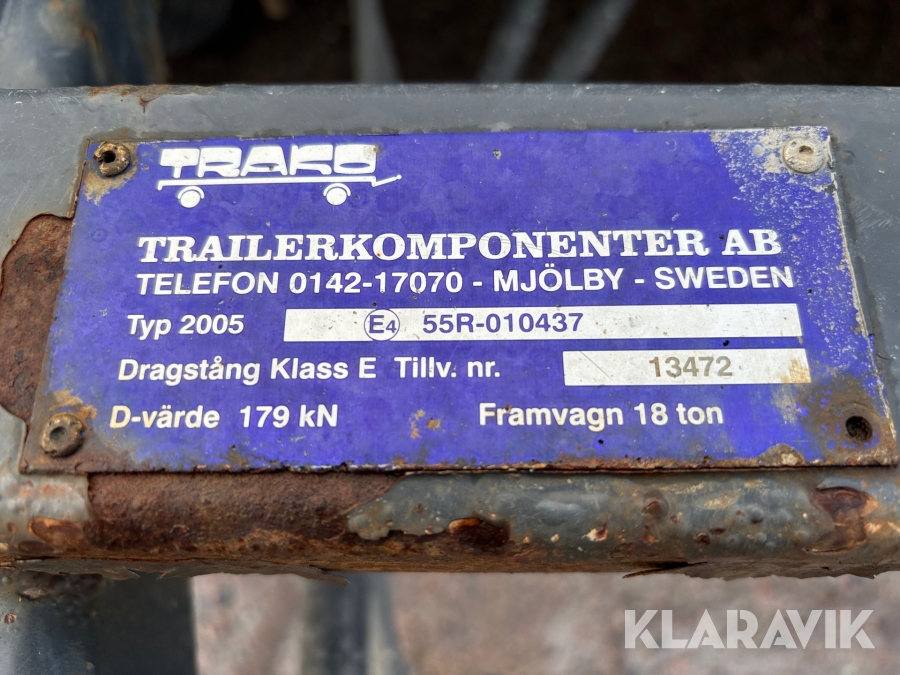 TRAKO
TRAILERKOMPONENTER AB
TELEFON 0142-17070 - MJÖLBY - SWEDEN
Typ 2005 E4 55R-010437
Dragstång Klass E Tillv. nr. 13472
D-värde 179 kN Framvagn 18 ton
KLARAVIK